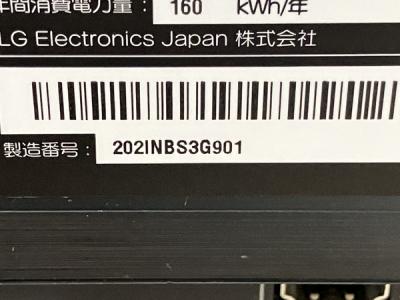 年間消費電力量: 160 kWh/年
LG Electronics Japan 株式会社
製造番号: 202INBS3G901